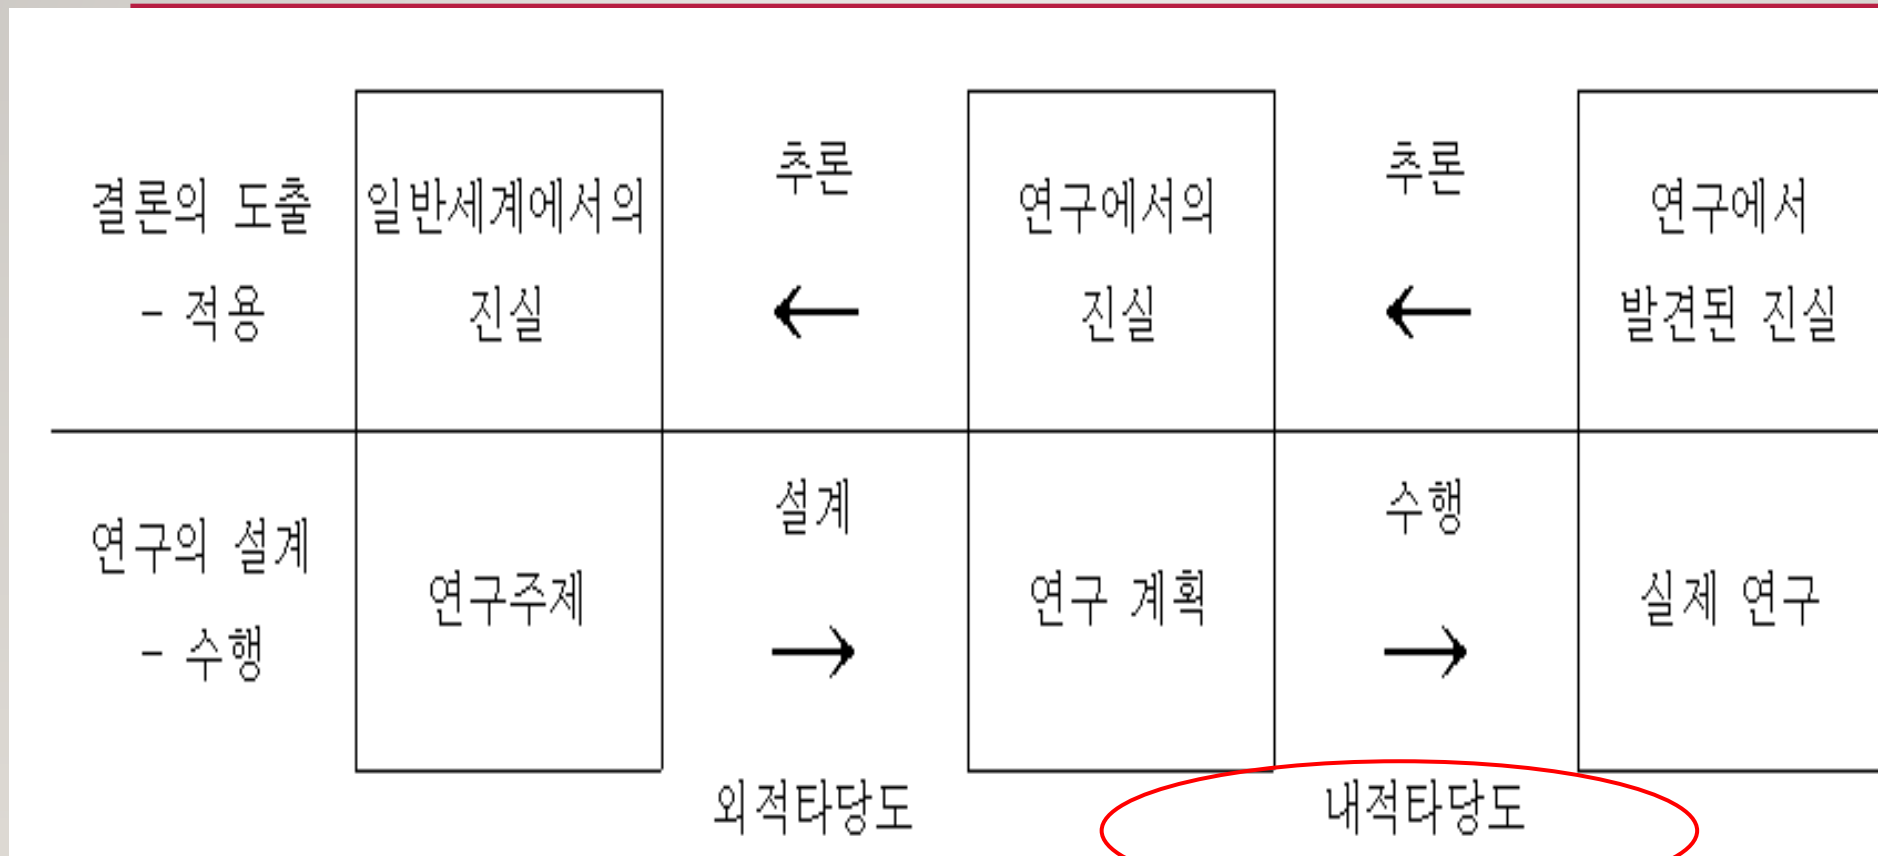 결론의 도출
- 적용
일반세계에서의
진실
추론
←
연구에서의
진실
추론
←
연구에서
발견된 진실
연구의 설계
- 수행
연구주제
설계
→
연구 계획
수행
→
실제 연구
외적타당도
내적타당도